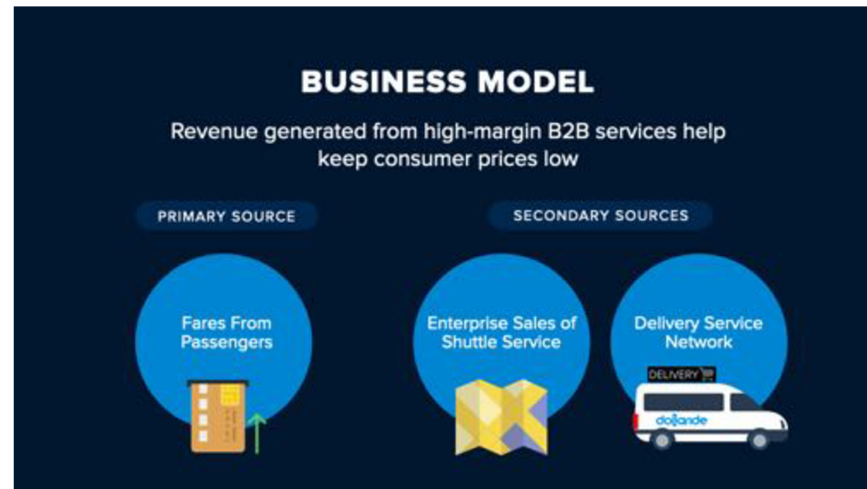 BUSINESS MODEL
Revenue generated from high-margin B2B services help
keep consumer prices low
PRIMARY SOURCE
SECONDARY SOURCES
Fares From
Passengers
Enterprise Sales of
Shuttle Service
Delivery Service
Network
DELIVERY